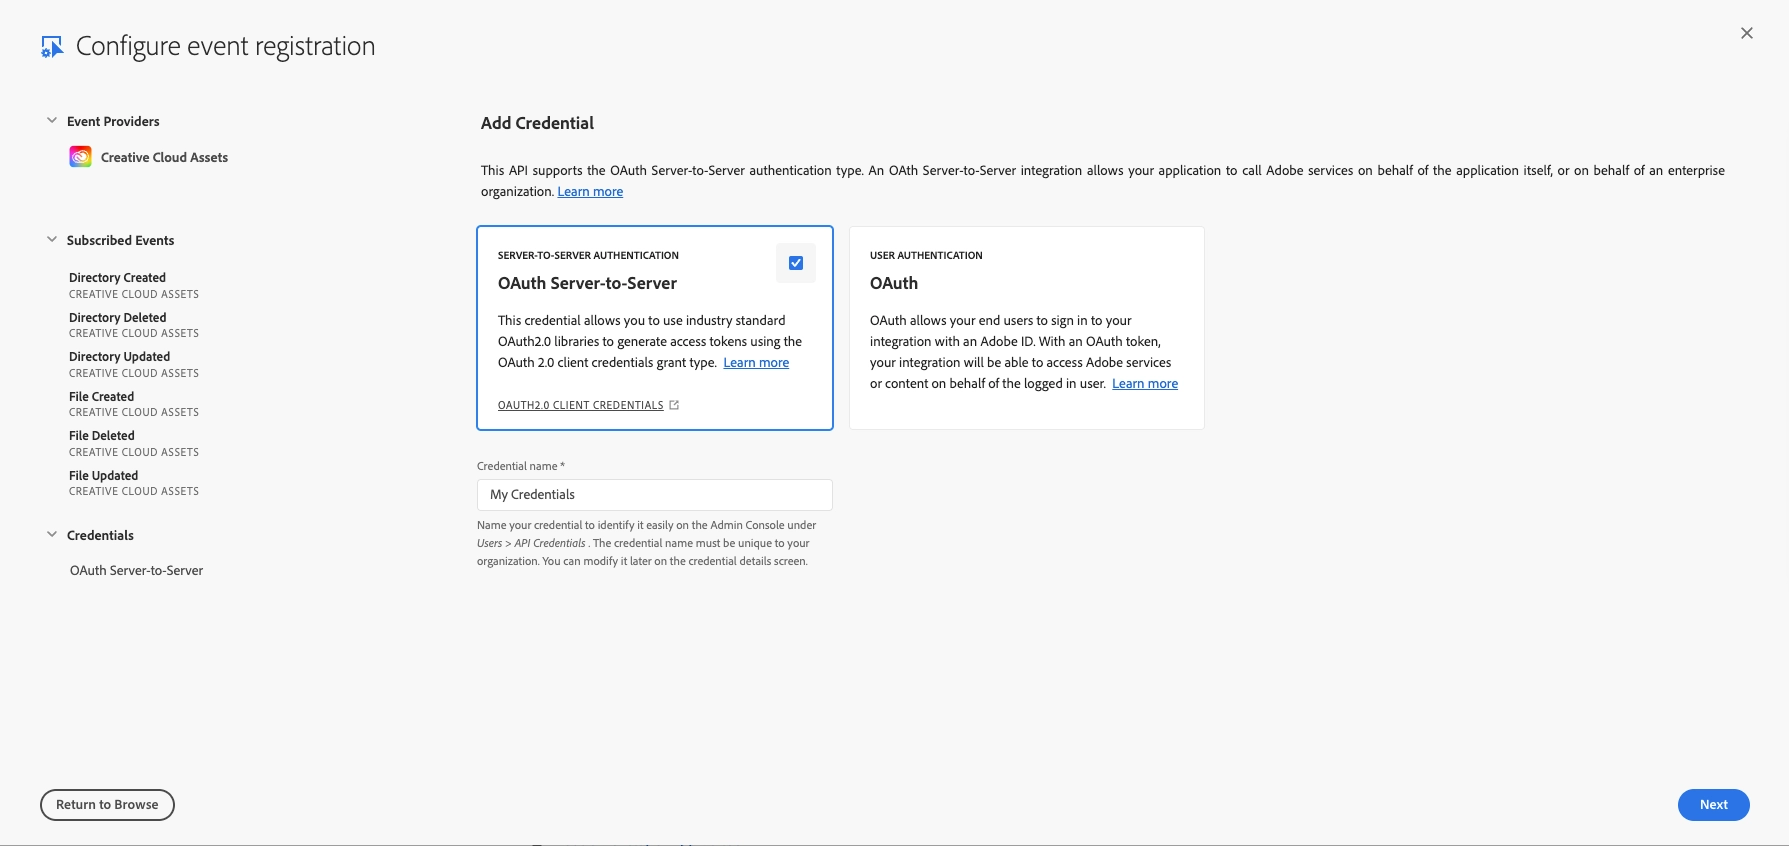 Configure event registration
Event Providers
Creative Cloud Assets
Subscribed Events
Directory Created
CREATIVE CLOUD ASSETS
Directory Deleted
CREATIVE CLOUD ASSETS
Directory Updated
CREATIVE CLOUD ASSETS
File Created
CREATIVE CLOUD ASSETS
File Deleted
CREATIVE CLOUD ASSETS
File Updated
CREATIVE CLOUD ASSETS
Credentials
OAuth Server-to-Server
Add Credential
This API supports the OAuth Server-to-Server authentication type. An OAth Server-to-Server integration allows your application to call Adobe services on behalf of the application itself, or on behalf of an enterprise
organization. Learn more
SERVER-TO-SERVER AUTHENTICATION
OAuth Server-to-Server
This credential allows you to use industry standard
OAuth2.0 libraries to generate access tokens using the
OAuth 2.0 client credentials grant type. Learn more
OAUTH2.0 CLIENT CREDENTIALS
USER AUTHENTICATION
OAuth
OAuth allows your end users to sign in to your
integration with an Adobe ID. With an OAuth token,
your integration will be able to access Adobe services
or content on behalf of the logged in user. Learn more
Credential name *
My Credentials
Name your credential to identify it easily on the Admin Console under
Users > API Credentials . The credential name must be unique to your
organization. You can modify it later on the credential details screen.
Return to Browse
Next